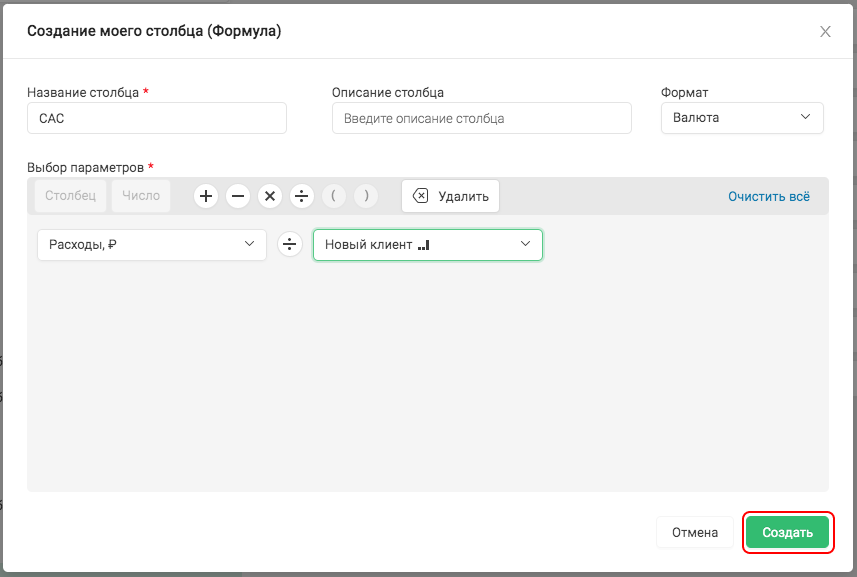 Создание моего столбца (Формула)
Название столбца *
Описание столбца
Формат
CAC
Введите описание столбца
Валюта
Выбор параметров *
Столбец Число + − × ÷ ( ) Удалить Очистить всё
Расходы, ₽ ÷ Новый клиент
Отмена Создать